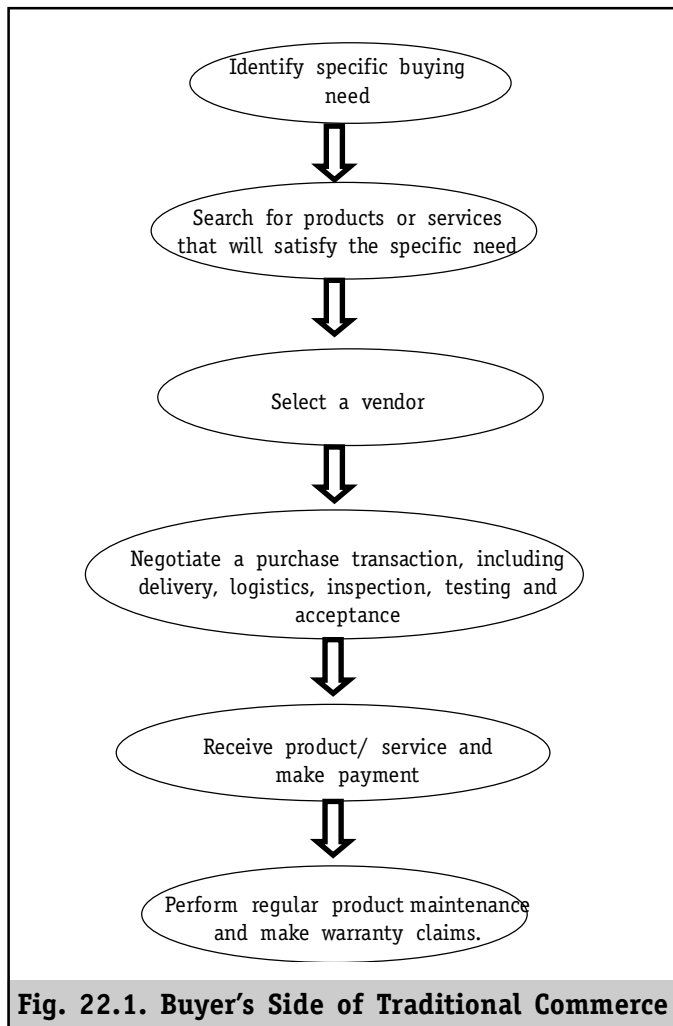 Identify specific buying
need
Search for products or services
that will satisfy the specific need
Select a vendor
Negotiate a purchase transaction, including
delivery, logistics, inspection, testing and
acceptance
Receive product/ service and
make payment
Perform regular product maintenance
and make warranty claims.
Fig. 22.1. Buyer's Side of Traditional Commerce